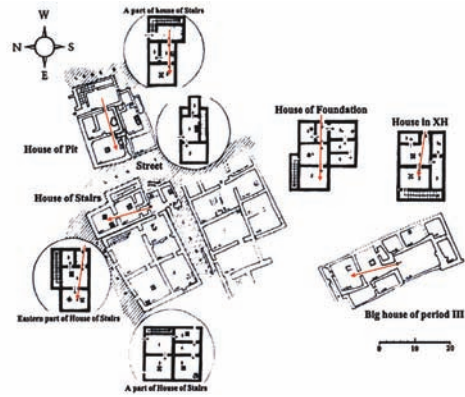 A part of house of Stairs
W
N
S
E
House of Pit
House of Foundation
House in XH
Street
House of Stairs
Eastern part of House of Stairs
Big house of period III
A part of House of Stairs
0
10
20